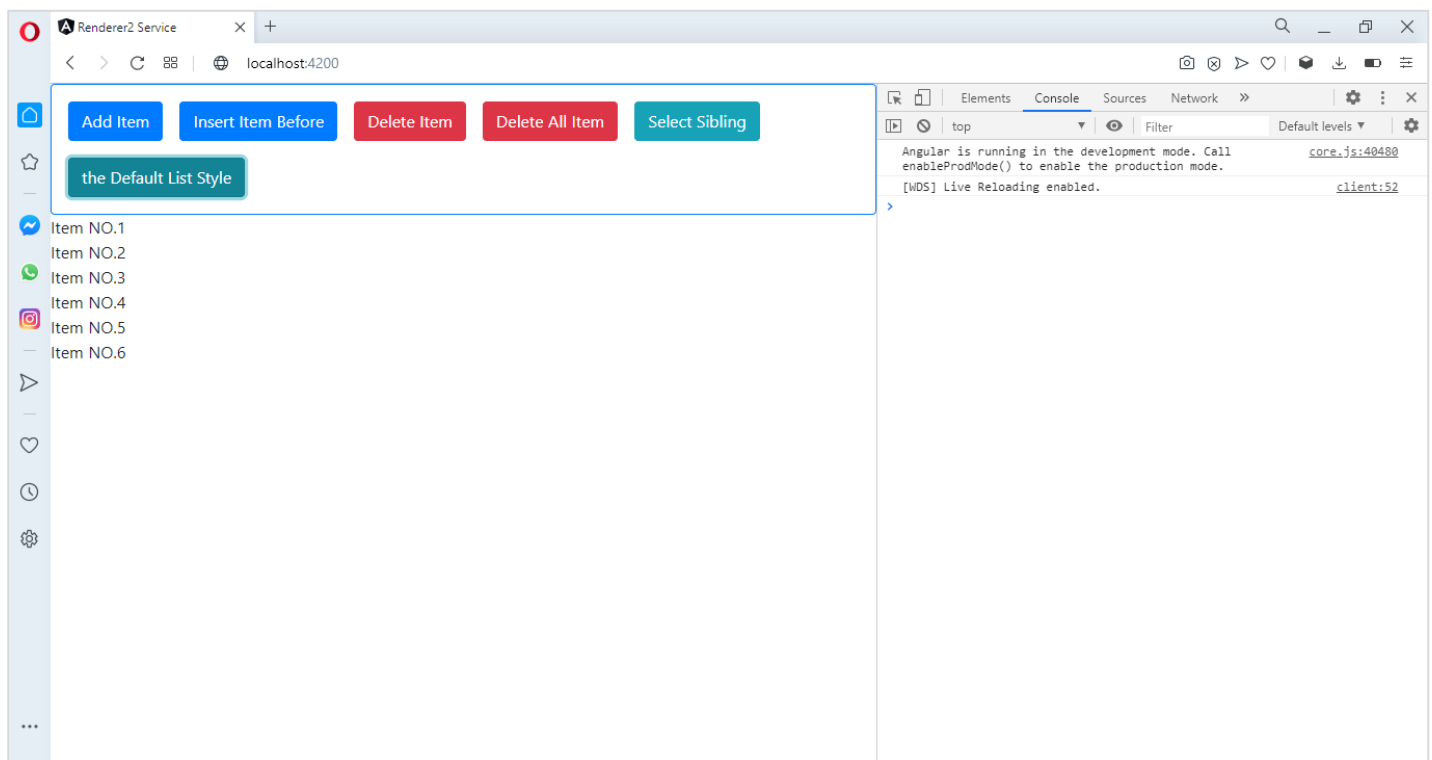 Renderer2 Service
localhost:4200
Add Item Insert Item Before Delete Item Delete All Item Select Sibling
the Default List Style
Item NO.1
Item NO.2
Item NO.3
Item NO.4
Item NO.5
Item NO.6
Elements Console Sources Network »
top Filter Default levels ▼
Angular is running in the development mode. Call core.js:40480
enableProdMode() to enable the production mode.
[WDS] Live Reloading enabled. client:52